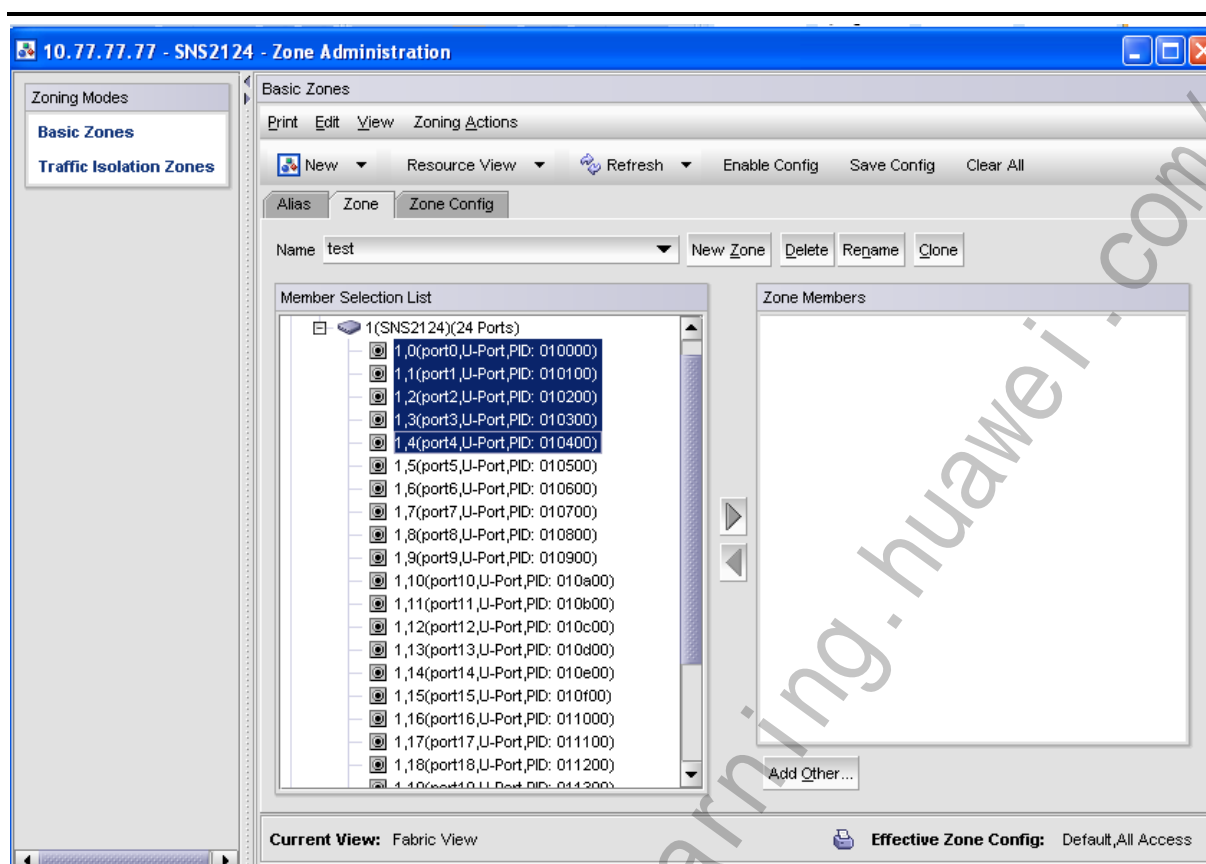 10.77.77.77 - SNS2124 - Zone Administration
Zoning Modes
Basic Zones
Traffic Isolation Zones
Basic Zones
Print Edit View Zoning Actions
New Resource View Refresh Enable Config Save Config Clear All
Alias Zone Zone Config
Name test New Zone Delete Rename Clone
Member Selection List
1(SNS2124)(24 Ports)
1,0(port0,U-Port,PID: 010000)
1,1(port1,U-Port,PID: 010100)
1,2(port2,U-Port,PID: 010200)
1,3(port3,U-Port,PID: 010300)
1,4(port4,U-Port,PID: 010400)
1,5(port5,U-Port,PID: 010500)
1,6(port6,U-Port,PID: 010600)
1,7(port7,U-Port,PID: 010700)
1,8(port8,U-Port,PID: 010800)
1,9(port9,U-Port,PID: 010900)
1,10(port10,U-Port,PID: 010a00)
1,11(port11,U-Port,PID: 010b00)
1,12(port12,U-Port,PID: 010c00)
1,13(port13,U-Port,PID: 010d00)
1,14(port14,U-Port,PID: 010e00)
1,15(port15,U-Port,PID: 010f00)
1,16(port16,U-Port,PID: 011000)
1,17(port17,U-Port,PID: 011100)
1,18(port18,U-Port,PID: 011200)
1,19(port19,U-Port,PID: 011300)
Zone Members
Add Other...
Current View: Fabric View
Effective Zone Config: Default,All Access
arning.huawei.com/